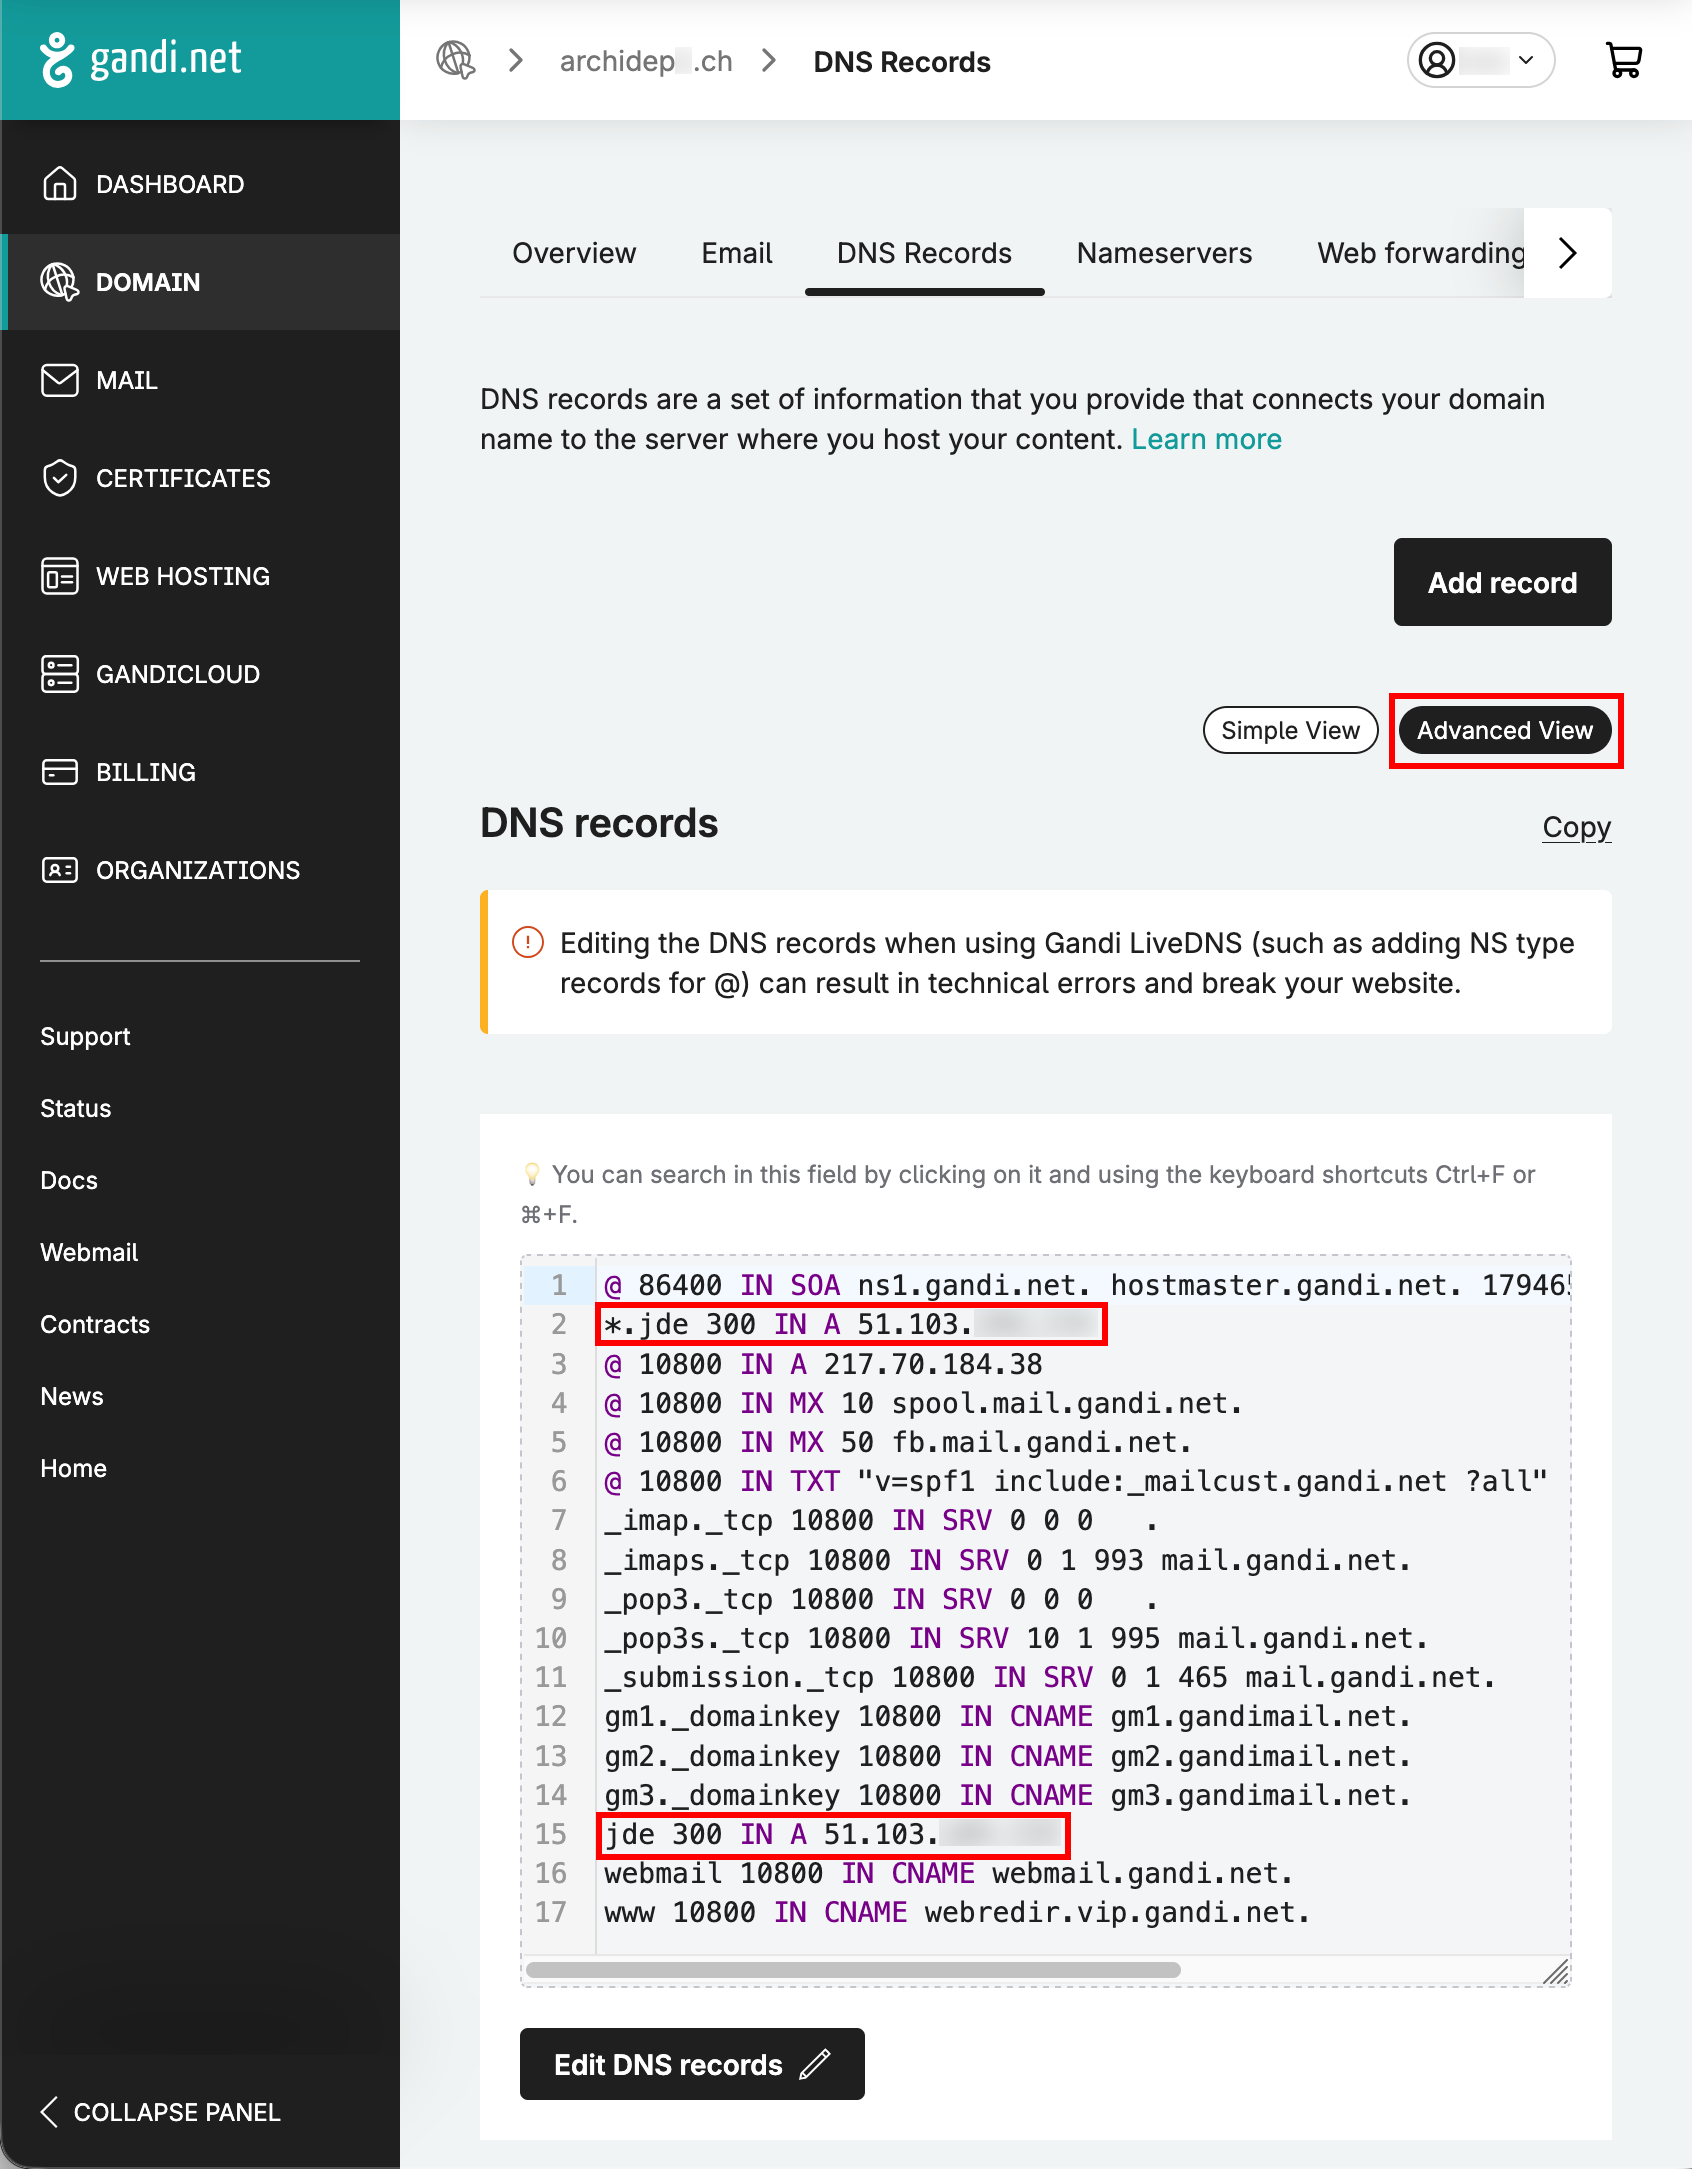 gandi.net
archidep .ch
DNS Records
DASHBOARD
DOMAIN
MAIL
CERTIFICATES
WEB HOSTING
GANDICLOUD
BILLING
ORGANIZATIONS
Support
Status
Docs
Webmail
Contracts
News
Home
COLLAPSE PANEL
Overview
Email
DNS Records
Nameservers
Web forwarding
DNS records are a set of information that you provide that connects your domain
name to the server where you host your content. Learn more
Add record
Simple View
Advanced View
DNS records
Copy
Editing the DNS records when using Gandi LiveDNS (such as adding NS type
records for @) can result in technical errors and break your website.
You can search in this field by clicking on it and using the keyboard shortcuts Ctrl+F or
⌘+F.
1 @ 86400 IN SOA ns1.gandi.net. hostmaster.gandi.net. 17946
2 *.jde 300 IN A 51.103.
3 @ 10800 IN A 217.70.184.38
4 @ 10800 IN MX 10 spool.mail.gandi.net.
5 @ 10800 IN MX 50 fb.mail.gandi.net.
6 @ 10800 IN TXT "v=spf1 include:_mailcust.gandi.net ?all"
7 _imap._tcp 10800 IN SRV 0 0 0   .
8 _imaps._tcp 10800 IN SRV 0 1 993 mail.gandi.net.
9 _pop3._tcp 10800 IN SRV 0 0 0   .
10 _pop3s._tcp 10800 IN SRV 10 1 995 mail.gandi.net.
11 _submission._tcp 10800 IN SRV 0 1 465 mail.gandi.net.
12 gm1._domainkey 10800 IN CNAME gm1.gandimail.net.
13 gm2._domainkey 10800 IN CNAME gm2.gandimail.net.
14 gm3._domainkey 10800 IN CNAME gm3.gandimail.net.
15 jde 300 IN A 51.103.
16 webmail 10800 IN CNAME webmail.gandi.net.
17 www 10800 IN CNAME webredir.vip.gandi.net.
Edit DNS records